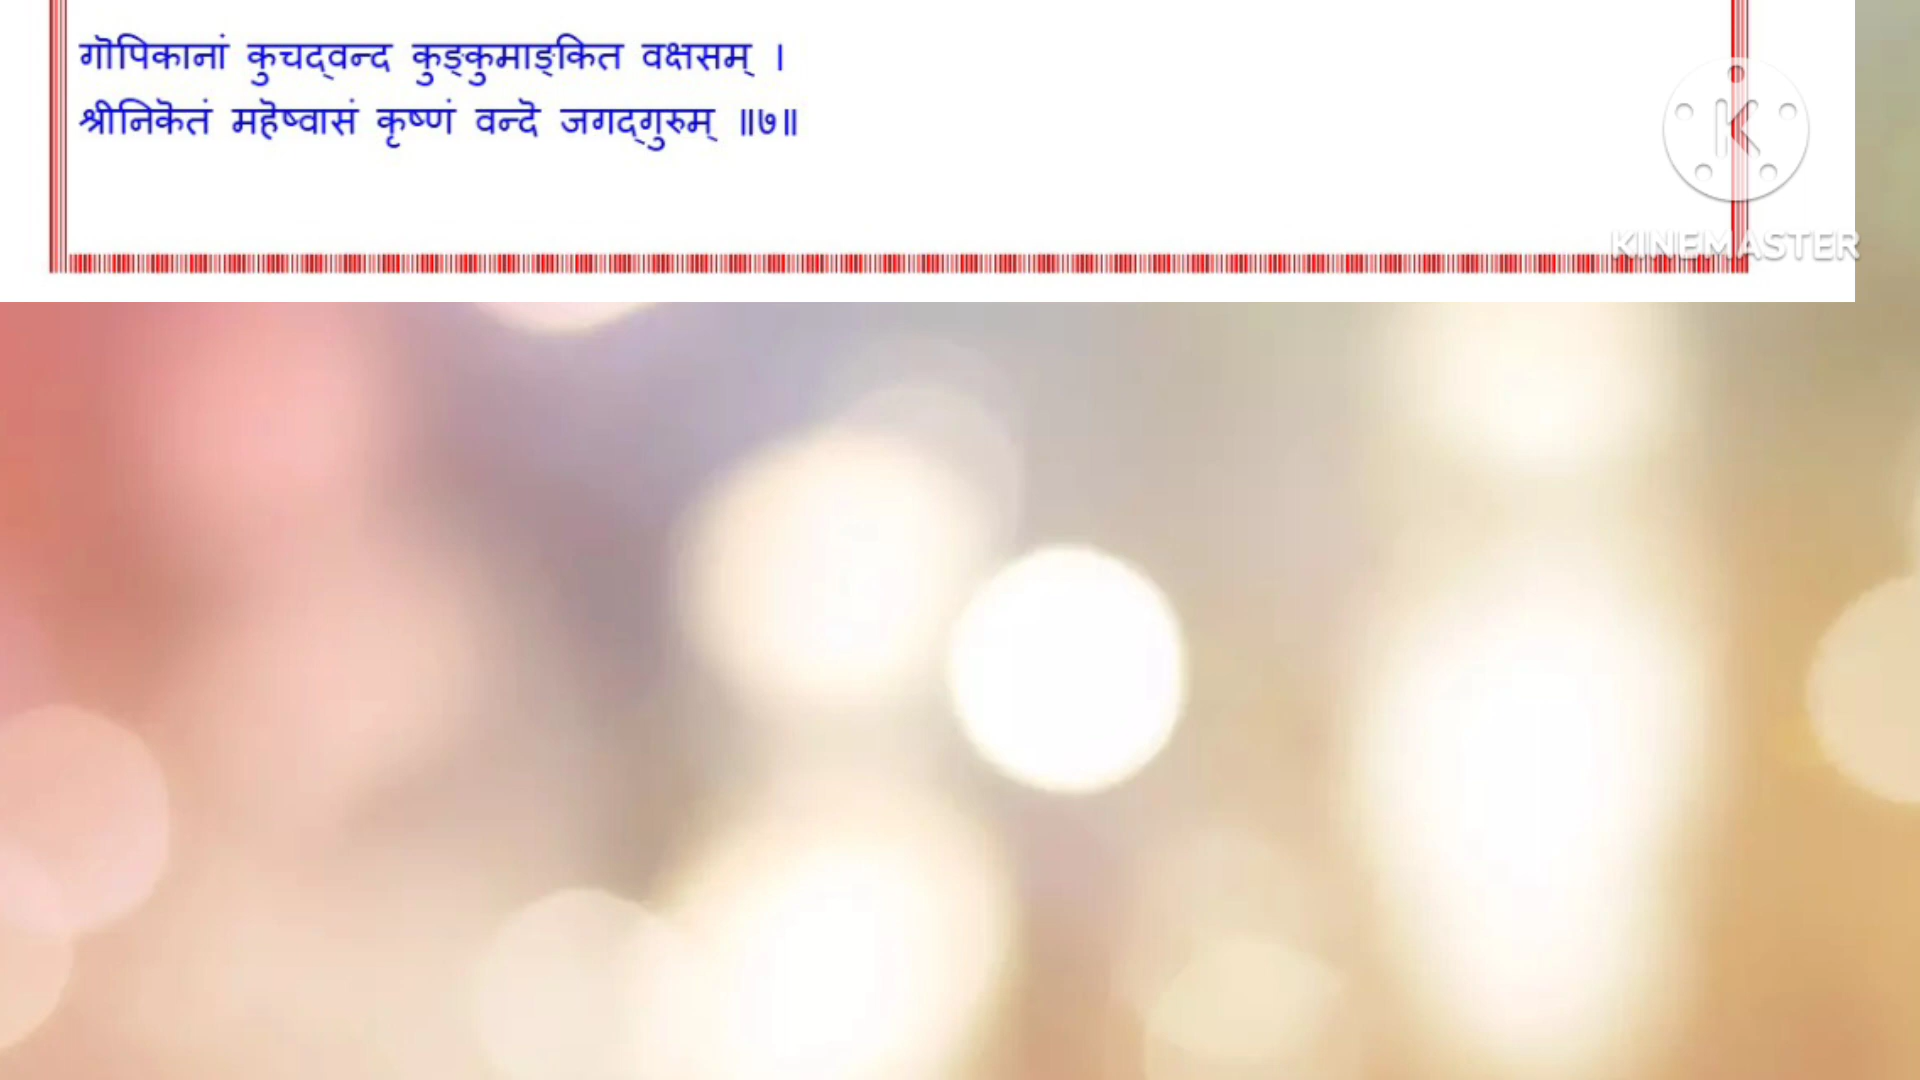 गॊपिकानां कुचद्वन्द कुङ्कुमाङ्कित वक्षसम् ।
श्रीनिकॆतं महॆष्वासं कृष्णं वन्दॆ जगद्गुरुम् ॥७॥
K
KINEMASTER